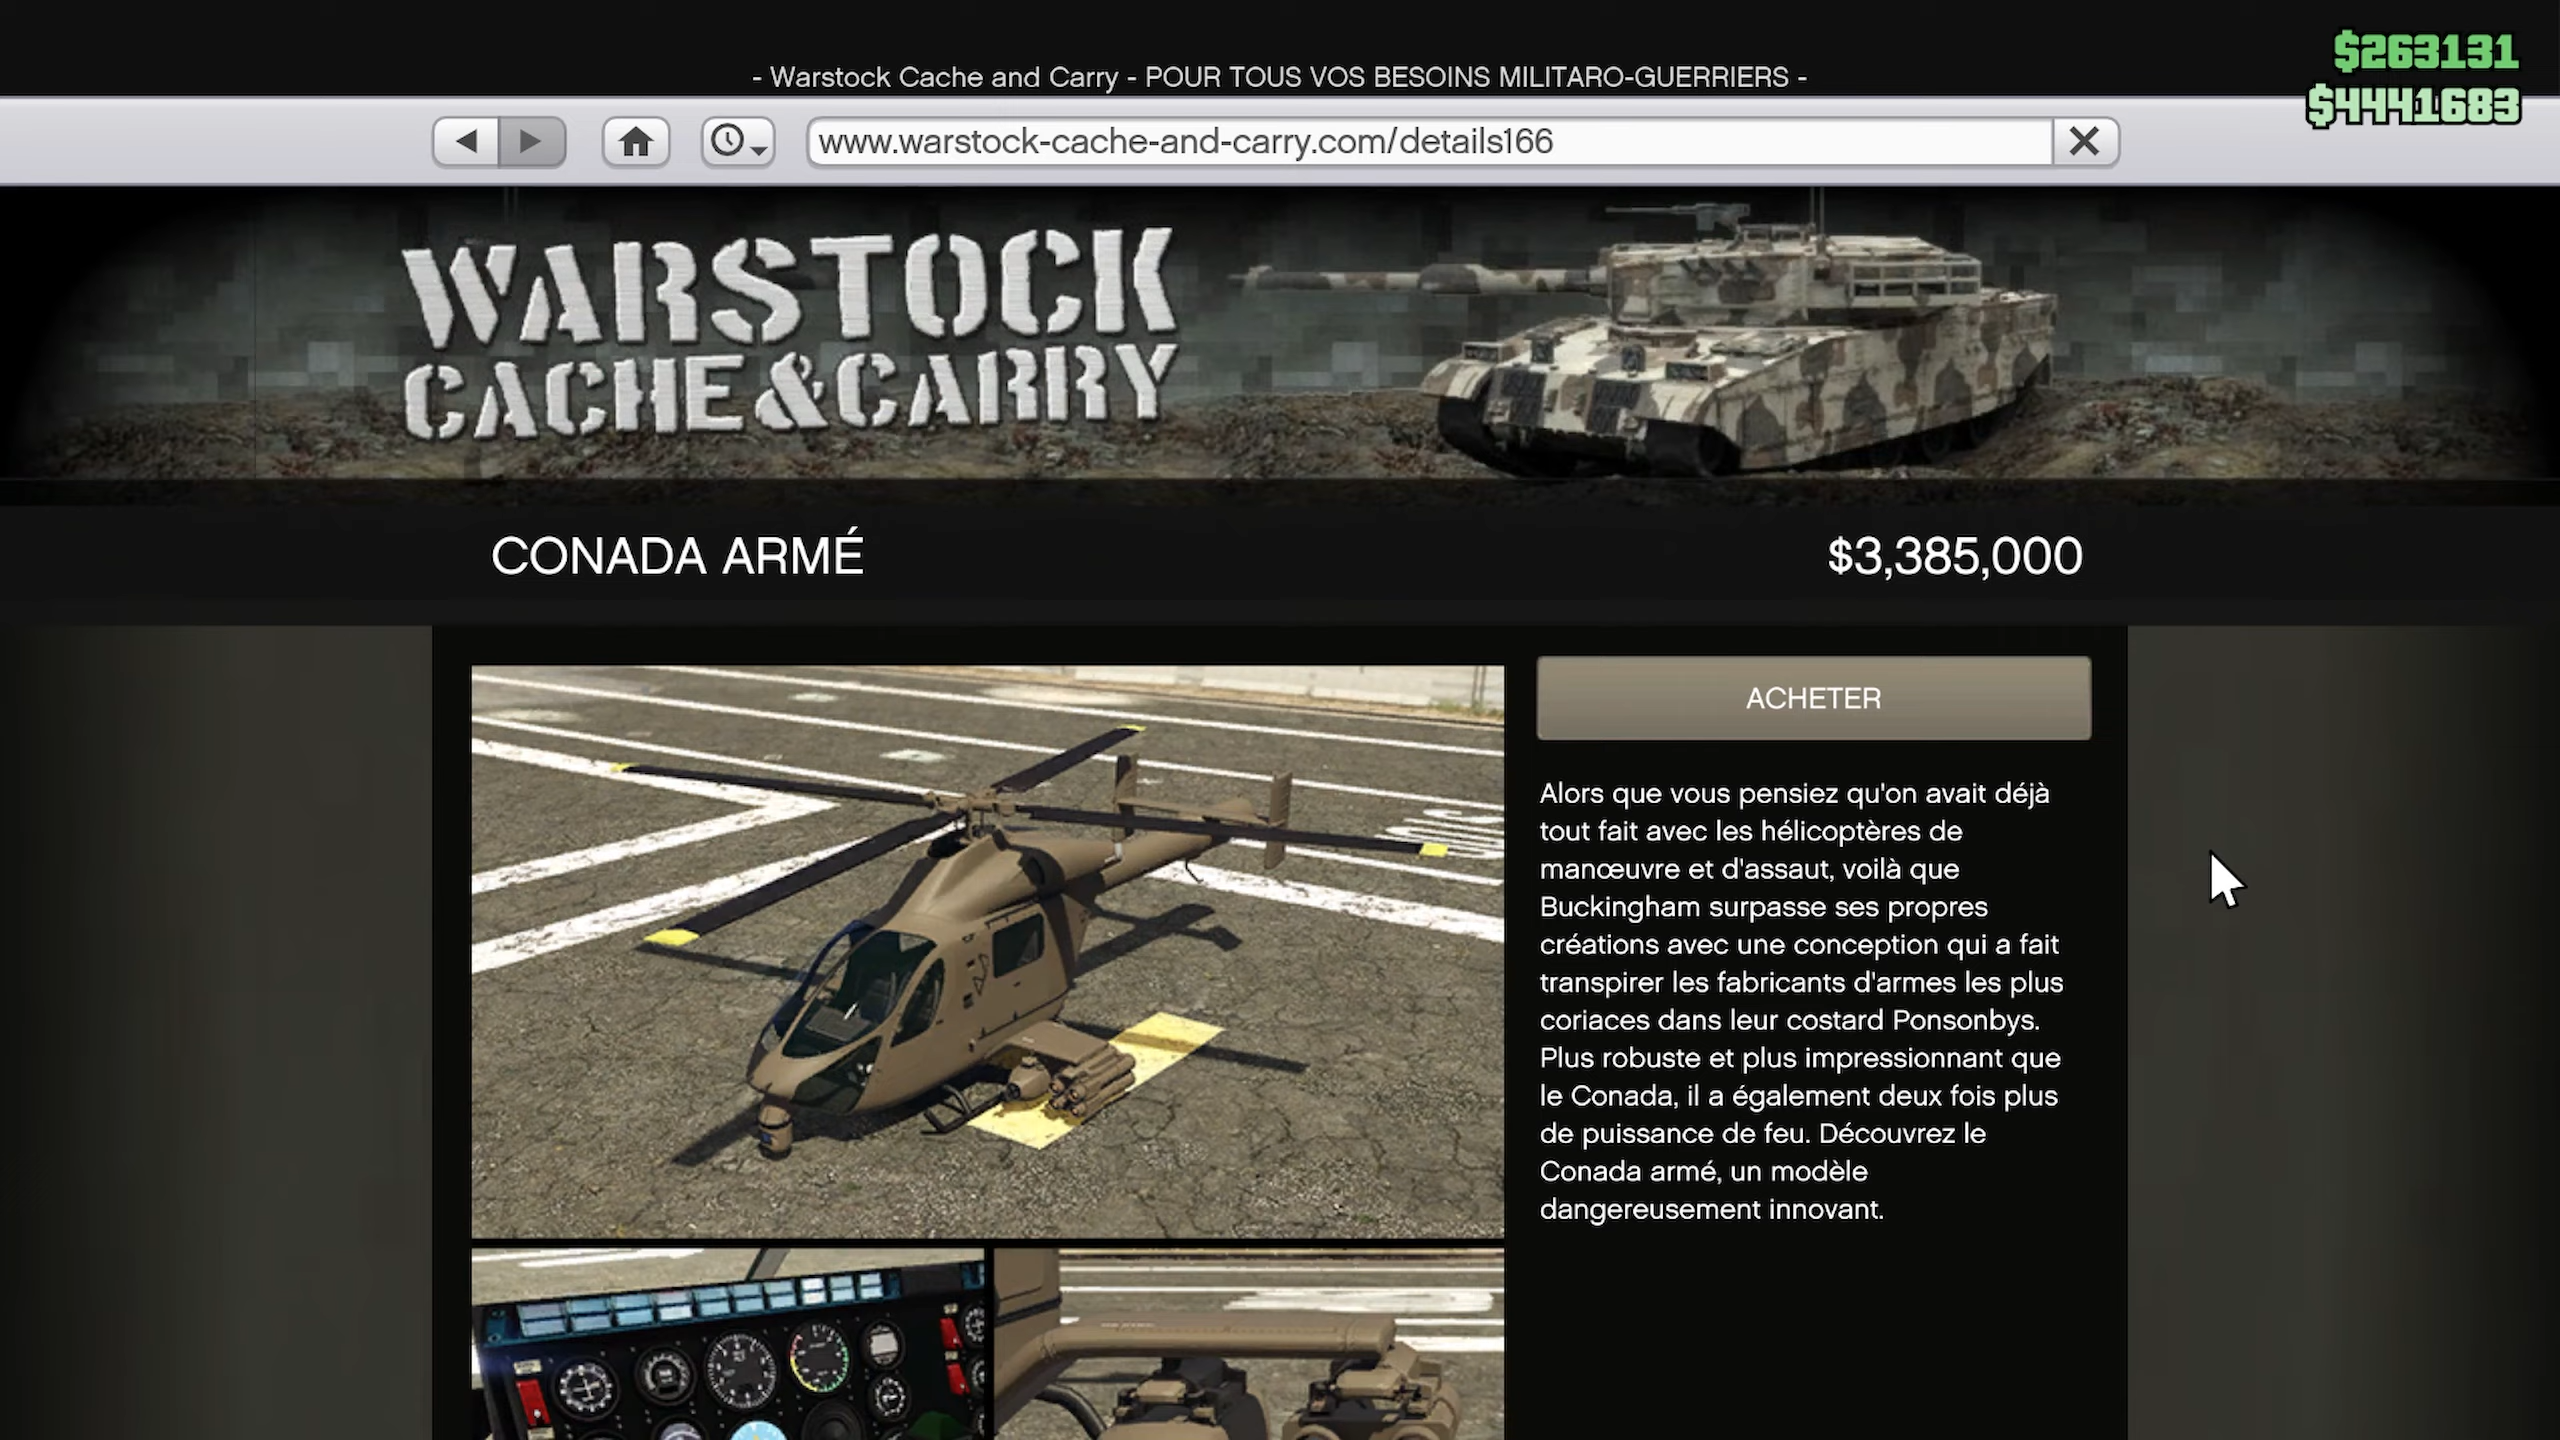 - Warstock Cache and Carry - POUR TOUS VOS BESOINS MILITARO-GUERRIERS -
$263131
$4441683
www.warstock-cache-and-carry.com/details166
WARSTOCK
CACHE&CARRY
CONADA ARMÉ
$3,385,000
ACHETER
Alors que vous pensiez qu'on avait déjà
tout fait avec les hélicoptères de
manœuvre et d'assaut, voilà que
Buckingham surpasse ses propres
créations avec une conception qui a fait
transpirer les fabricants d'armes les plus
coriaces dans leur costard Ponsonbys.
Plus robuste et plus impressionnant que
le Conada, il a également deux fois plus
de puissance de feu. Découvrez le
Conada armé, un modèle
dangereusement innovant.